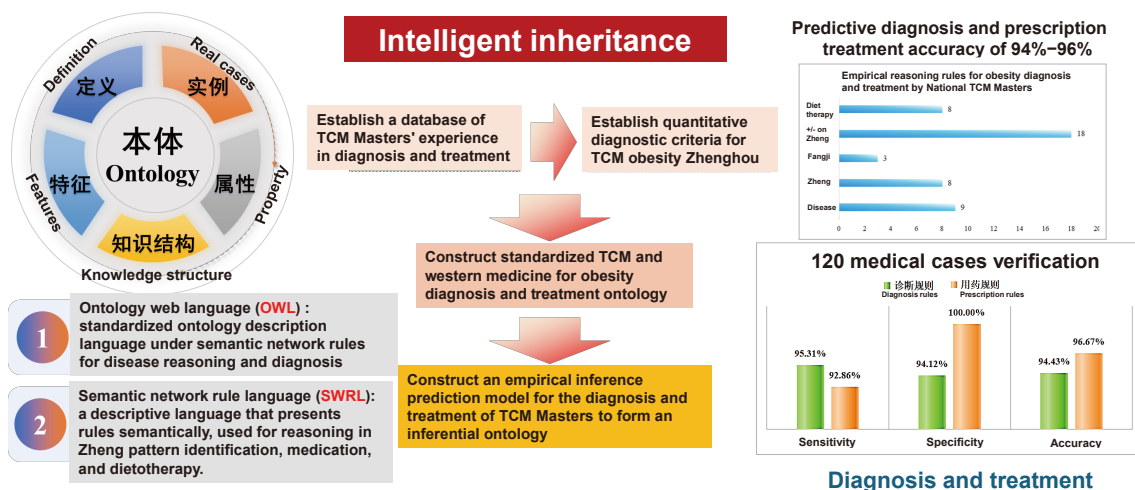 Intelligent inheritance
Definition
Real cases
定义
实例
本体
Ontology
特征
属性
Features
Property
知识结构
Knowledge structure
1
Ontology web language (OWL) :
standardized ontology description
language under semantic network rules
for disease reasoning and diagnosis
2
Semantic network rule language (SWRL):
a descriptive language that presents
rules semantically, used for reasoning in
Zheng pattern identification, medication,
and dietotherapy.
Establish a database of
TCM Masters' experience
in diagnosis and treatment
Establish quantitative
diagnostic criteria for
TCM obesity Zhenghou
Construct standardized TCM and
western medicine for obesity
diagnosis and treatment ontology
Construct an empirical inference
prediction model for the diagnosis and
treatment of TCM Masters to form an
inferential ontology
Predictive diagnosis and prescription
treatment accuracy of 94%–96%
Empirical reasoning rules for obesity diagnosis
and treatment by National TCM Masters
Diet
therapy
8
+/- on
Zheng
18
Fangji
3
Zheng
8
Disease
9
0 2 4 6 8 10 12 14 16 18 20
120 medical cases verification
诊断规则 用药规则
Diagnosis rules Prescription rules
95.31% 92.86% 94.12% 100.00% 94.43% 96.67%
Sensitivity Specificity Accuracy
Diagnosis and treatment